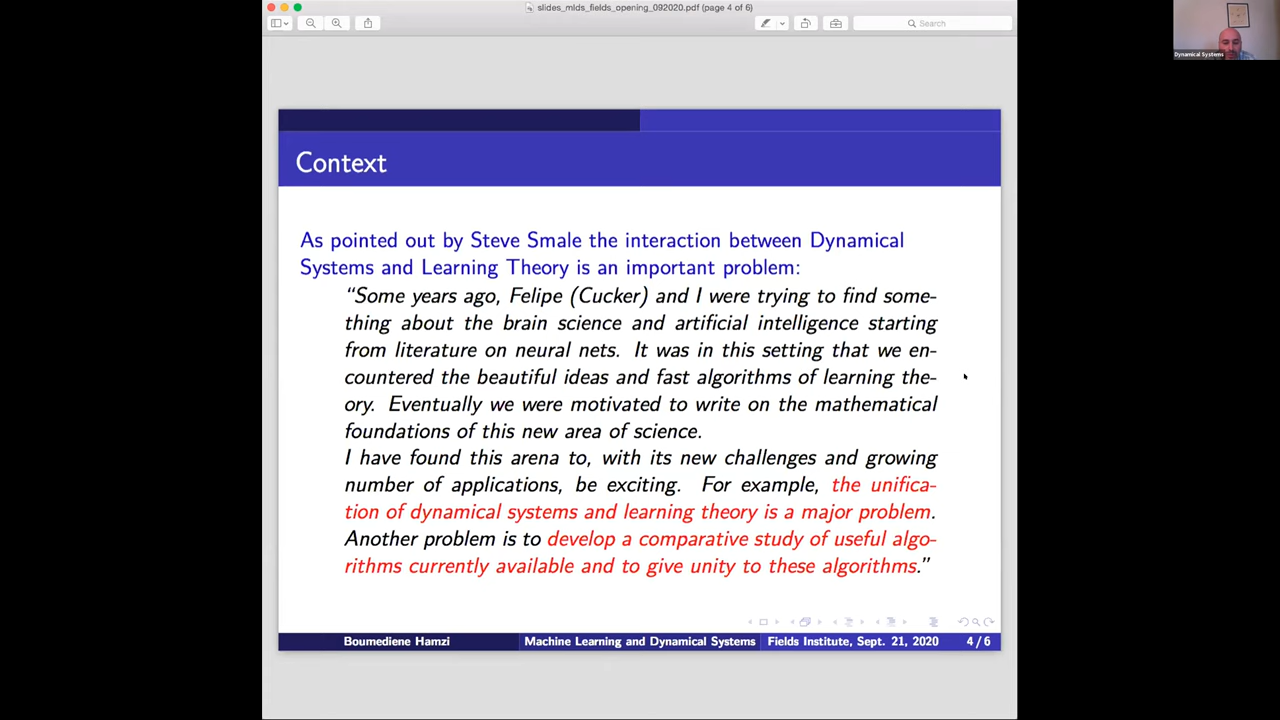 slides_mlds_fields_opening_092020.pdf (page 4 of 6)
Search
Dynamical Systems
Context
As pointed out by Steve Smale the interaction between Dynamical
Systems and Learning Theory is an important problem:
“Some years ago, Felipe (Cucker) and I were trying to find some-
thing about the brain science and artificial intelligence starting
from literature on neural nets. It was in this setting that we en-
countered the beautiful ideas and fast algorithms of learning the-
ory. Eventually we were motivated to write on the mathematical
foundations of this new area of science.
I have found this arena to, with its new challenges and growing
number of applications, be exciting. For example, the unifica-
tion of dynamical systems and learning theory is a major problem.
Another problem is to develop a comparative study of useful algo-
rithms currently available and to give unity to these algorithms.”
Boumediene Hamzi Machine Learning and Dynamical Systems Fields Institute, Sept. 21, 2020 4 / 6